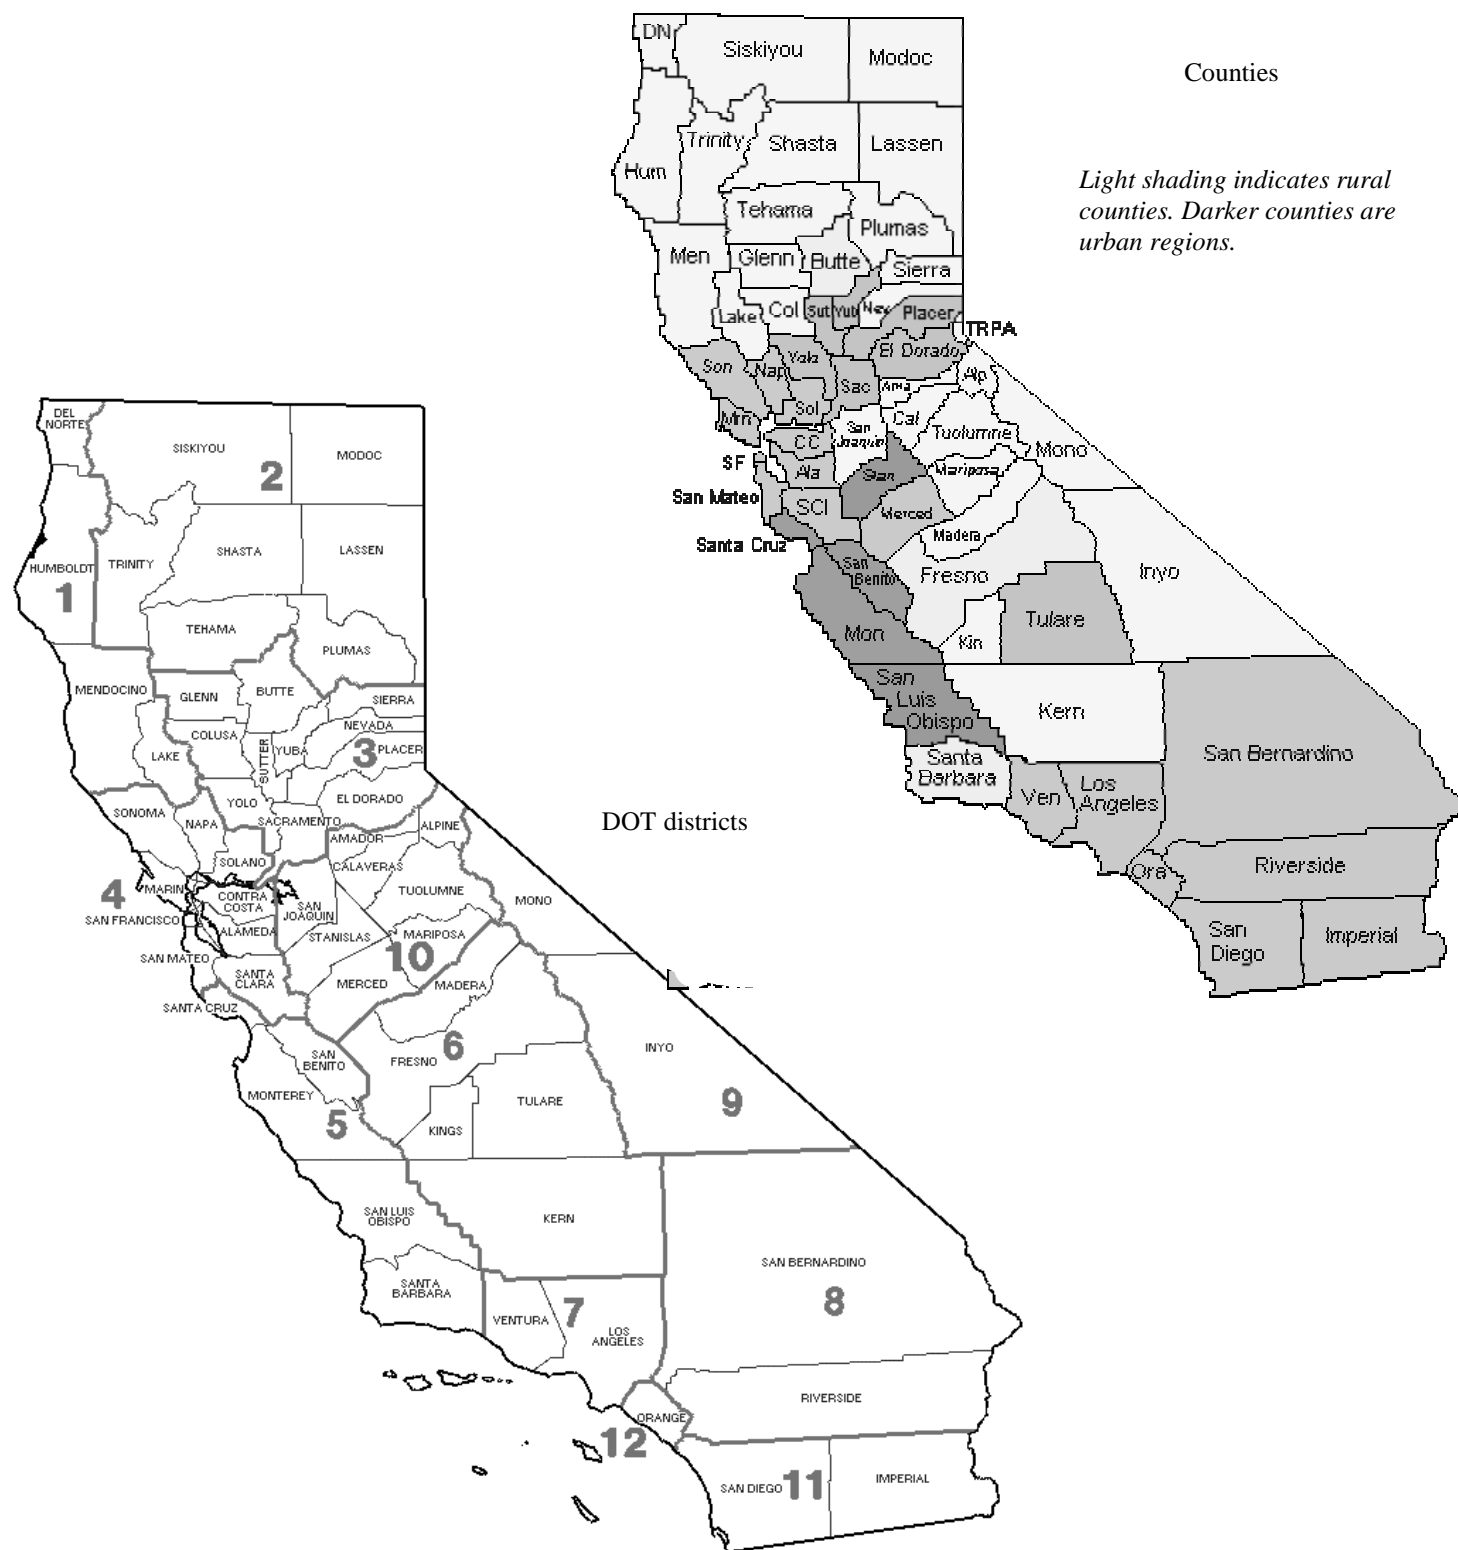 DN
Siskiyou
Modoc
Counties
Trinity
Shasta
Lassen
Hum
Light shading indicates rural
counties. Darker counties are
urban regions.
Tehama
Plumas
Men
Glenn
Butte
Sierra
Lake
Col
Sut
Yub
Nev
Placer
TRPA
Son
Nap
Yolo
El Dorado
Sac
Alp
Ama
Mrn
Sol
Cal
San
Joaquin
Tuolumne
Mono
CC
SF
Ala
Stan
Mariposa
San Mateo
SCl
Merced
Santa Cruz
Madera
San
Benito
Fresno
Inyo
Mon
Kin
Tulare
San
Luis
Obispo
Kern
San Bernardino
Santa
Barbara
Ven
Los
Angeles
Ora
Riverside
San
Diego
Imperial
DOT districts
DEL
NORTE
SISKIYOU
2
MODOC
HUMBOLDT
1
TRINITY
SHASTA
LASSEN
TEHAMA
PLUMAS
MENDOCINO
GLENN
BUTTE
SIERRA
LAKE
COLUSA
SUTTER
YUBA
NEVADA
3
PLACER
SONOMA
NAPA
YOLO
EL DORADO
SACRAMENTO
AMADOR
ALPINE
SOLANO
CALAVERAS
4
MARIN
CONTRA
COSTA
SAN
JOAQUIN
TUOLUMNE
MONO
SAN FRANCISCO
ALAMEDA
STANISLAS
MARIPOSA
10
SAN MATEO
SANTA
CLARA
MERCED
MADERA
SANTA CRUZ
SAN
BENITO
FRESNO
6
INYO
MONTEREY
5
KINGS
TULARE
9
SAN LUIS
OBISPO
KERN
SAN BERNARDINO
8
SANTA
BARBARA
VENTURA
7
LOS
ANGELES
RIVERSIDE
ORANGE
12
SAN DIEGO
11
IMPERIAL